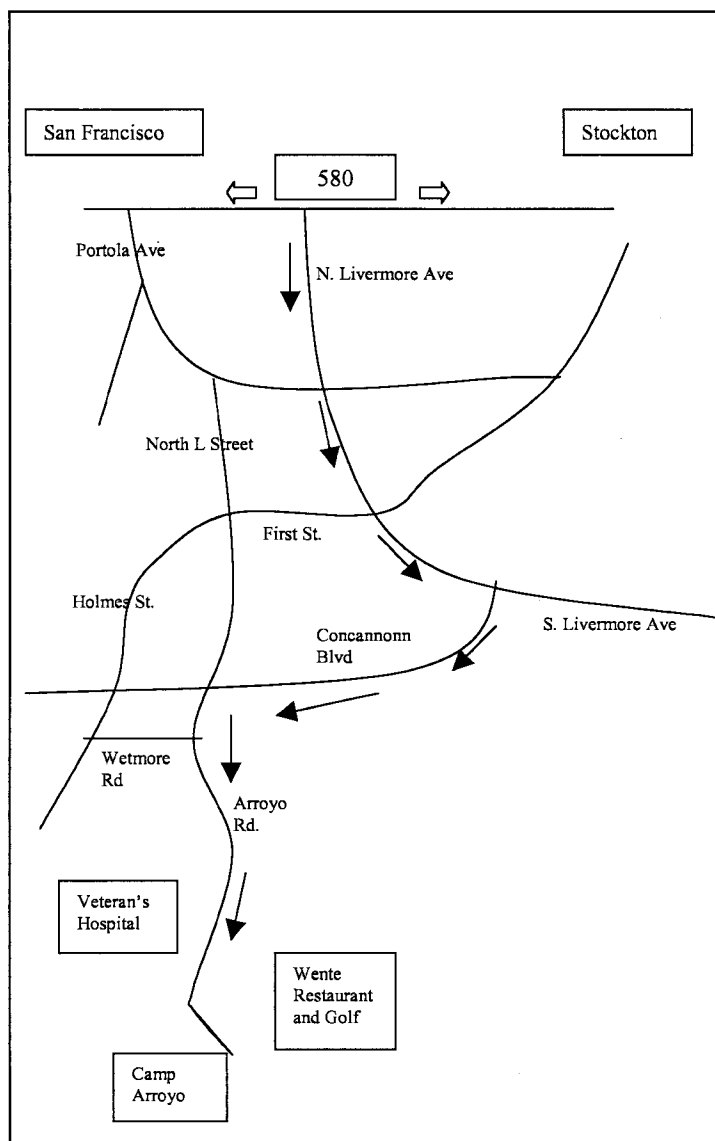 San Francisco
Stockton
580
Portola Ave
N. Livermore Ave
North L Street
First St.
Holmes St.
S. Livermore Ave
Concannonn
Blvd
Wetmore
Rd
Arroyo
Rd.
Veteran's
Hospital
Wente
Restaurant
and Golf
Camp
Arroyo